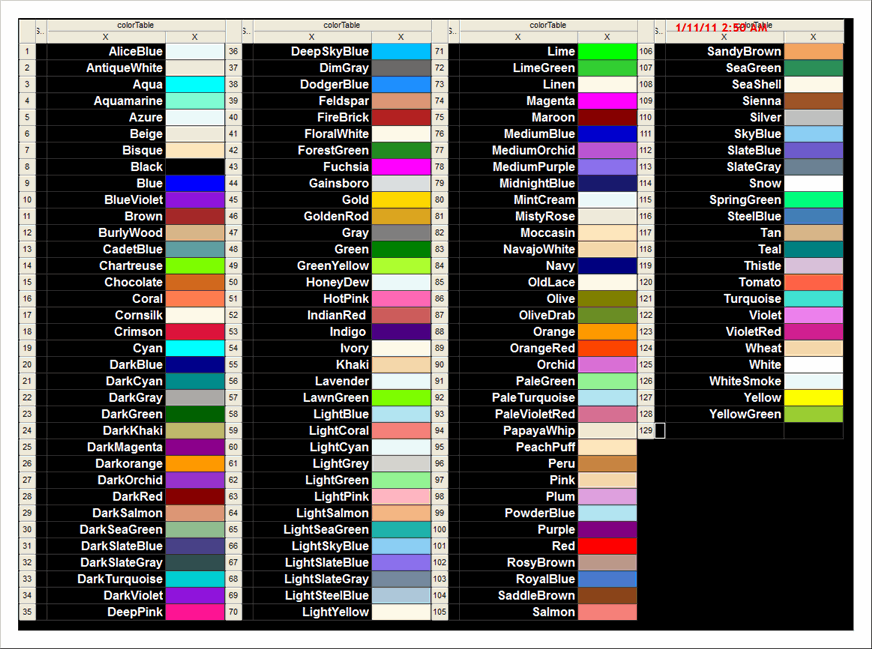 colorTable colorTable colorTable colorTable
1/11/11 2:50 AM
S.. X X S.. X X S.. X X S.. X X
1 AliceBlue 36 DeepSkyBlue 71 Lime 106 SandyBrown
2 AntiqueWhite 37 DimGray 72 LimeGreen 107 SeaGreen
3 Aqua 38 DodgerBlue 73 Linen 108 SeaShell
4 Aquamarine 39 Feldspar 74 Magenta 109 Sienna
5 Azure 40 FireBrick 75 Maroon 110 Silver
6 Beige 41 FloralWhite 76 MediumBlue 111 SkyBlue
7 Bisque 42 ForestGreen 77 MediumOrchid 112 SlateBlue
8 Black 43 Fuchsia 78 MediumPurple 113 SlateGray
9 Blue 44 Gainsboro 79 MidnightBlue 114 Snow
10 BlueViolet 45 Gold 80 MintCream 115 SpringGreen
11 Brown 46 GoldenRod 81 MistyRose 116 SteelBlue
12 BurlyWood 47 Gray 82 Moccasin 117 Tan
13 CadetBlue 48 Green 83 NavajoWhite 118 Teal
14 Chartreuse 49 GreenYellow 84 Navy 119 Thistle
15 Chocolate 50 HoneyDew 85 OldLace 120 Tomato
16 Coral 51 HotPink 86 Olive 121 Turquoise
17 Cornsilk 52 IndianRed 87 OliveDrab 122 Violet
18 Crimson 53 Indigo 88 Orange 123 VioletRed
19 Cyan 54 Ivory 89 OrangeRed 124 Wheat
20 DarkBlue 55 Khaki 90 Orchid 125 White
21 DarkCyan 56 Lavender 91 PaleGreen 126 WhiteSmoke
22 DarkGray 57 LawnGreen 92 PaleTurquoise 127 Yellow
23 DarkGreen 58 LightBlue 93 PaleVioletRed 128 YellowGreen
24 DarkKhaki 59 LightCoral 94 PapayaWhip 129
25 DarkMagenta 60 LightCyan 95 PeachPuff
26 Darkorange 61 LightGrey 96 Peru
27 DarkOrchid 62 LightGreen 97 Pink
28 DarkRed 63 LightPink 98 Plum
29 DarkSalmon 64 LightSalmon 99 PowderBlue
30 DarkSeaGreen 65 LightSeaGreen 100 Purple
31 DarkSlateBlue 66 LightSkyBlue 101 Red
32 DarkSlateGray 67 LightSlateBlue 102 RosyBrown
33 DarkTurquoise 68 LightSlateGray 103 RoyalBlue
34 DarkViolet 69 LightSteelBlue 104 SaddleBrown
35 DeepPink 70 LightYellow 105 Salmon